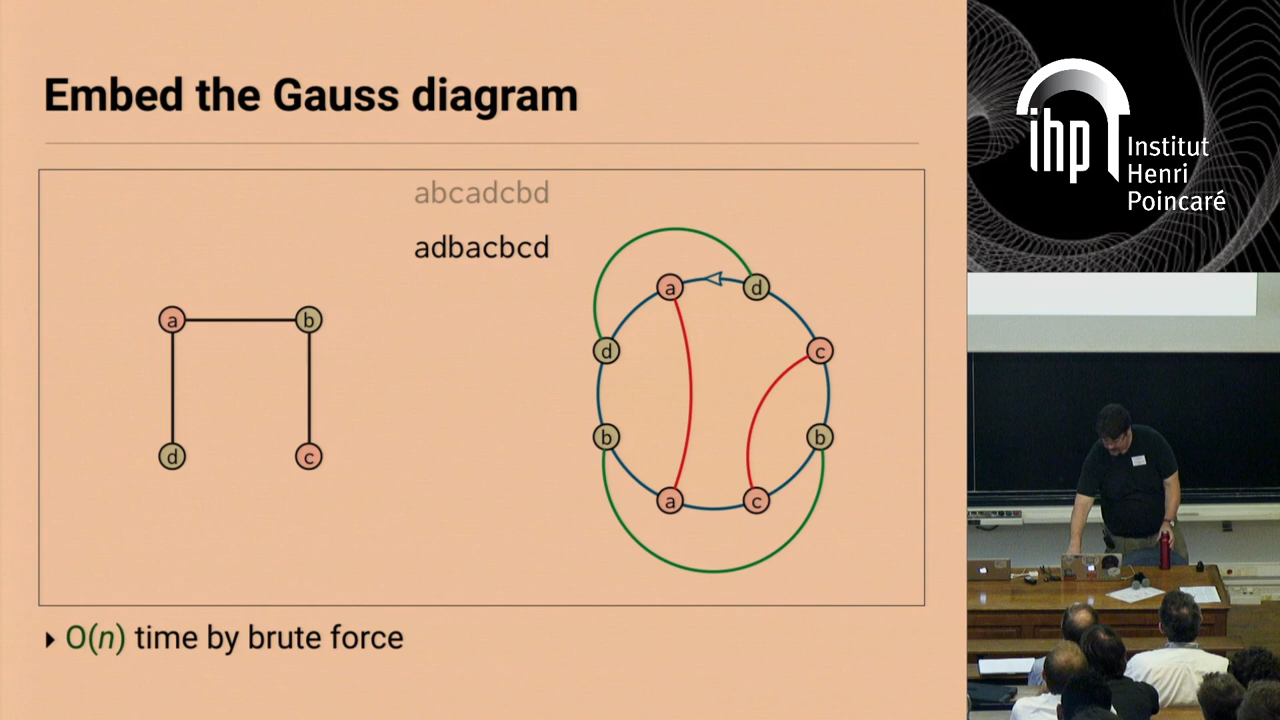 Embed the Gauss diagram
abcadcbd
adbacbcd
a b
d c
a d
d c
b b
a c
▸ O(n) time by brute force
ihp
Institut
Henri
Poincaré